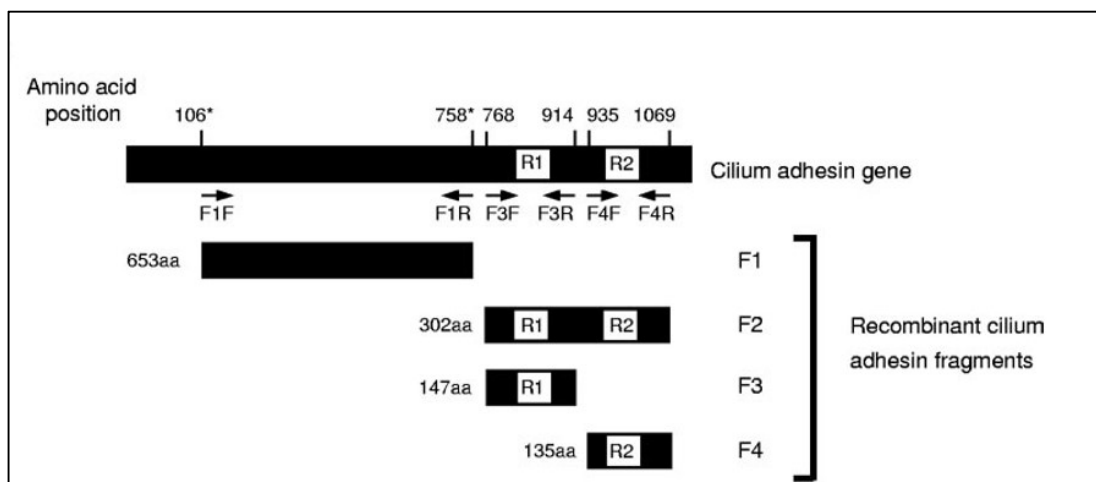 Amino acid
position
106* 758* 768 914 935 1069
R1 R2
Cilium adhesin gene
F1F F1R F3F F3R F4F F4R
653aa F1
302aa R1 R2 F2
Recombinant cilium
adhesin fragments
147aa R1 F3
135aa R2 F4